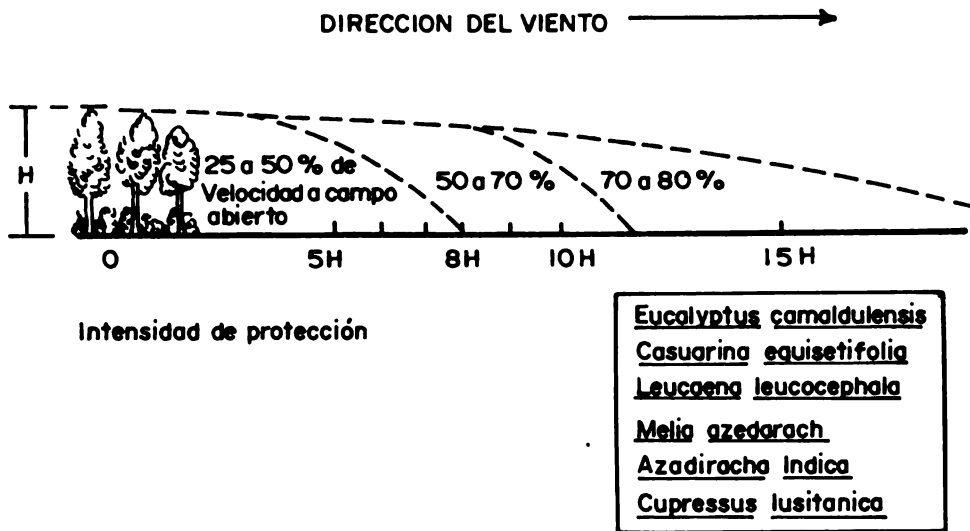 DIRECCION DEL VIENTO
H
25 a 50 % de
Velocidad a campo
abierto
50 a 70 %
70 a 80 %
0
5H
8H
10H
15H
Intensidad de protección
Eucalyptus camaldulensis
Casuarina equisetifolia
Leucaena leucocephala
Melia azedarach
Azadiracha Indica
Cupressus lusitanica